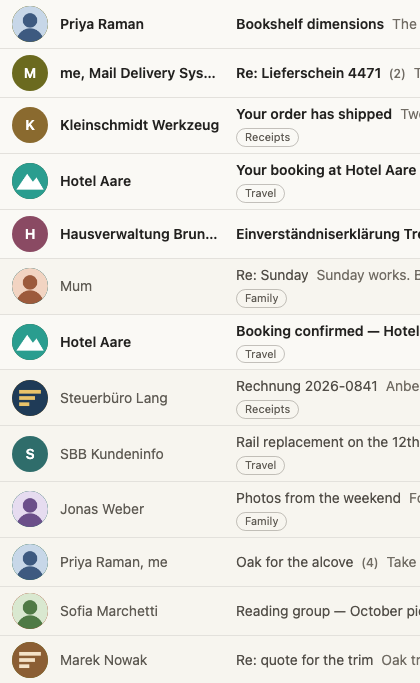 Priya Raman Bookshelf dimensions The
M me, Mail Delivery Sys... Re: Lieferschein 4471 (2)
K Kleinschmidt Werkzeug Your order has shipped
Receipts
Hotel Aare Your booking at Hotel Aare
Travel
H Hausverwaltung Brun... Einverständniserklärung
Mum Re: Sunday Sunday works.
Family
Hotel Aare Booking confirmed — Hotel
Travel
Steuerbüro Lang Rechnung 2026-0841
Receipts
S SBB Kundeninfo Rail replacement on the 12th
Travel
Jonas Weber Photos from the weekend
Family
Priya Raman, me Oak for the alcove (4) Take
Sofia Marchetti Reading group — October
Marek Nowak Re: quote for the trim Oak